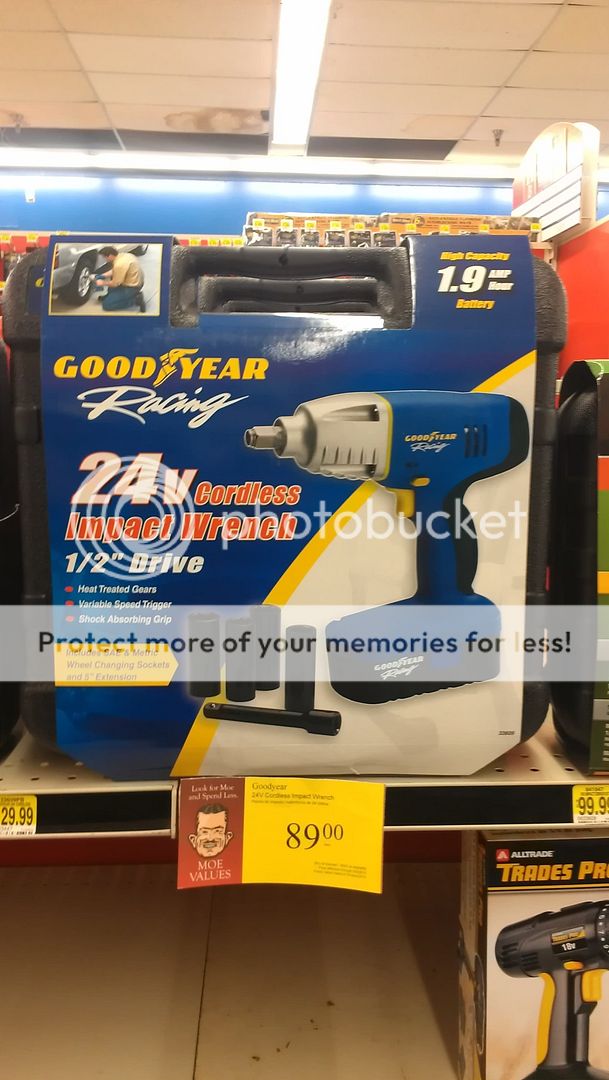 High Capacity
1.9 AMP Hour
Battery
GOODYEAR
Racing
24v Cordless
Impact Wrench
1/2" Drive
Heat Treated Gears
Variable Speed Trigger
Shock Absorbing Grip
Includes SAE & Metric
Wheel Changing Sockets
and 5" Extension
GOODYEAR
Racing
GOODYEAR
Racing
photobucket
Protect more of your memories for less!
29.99
Look for Moe
and Spend Less.
MOE
VALUES
Goodyear
24V Cordless Impact Wrench
89.00
99.9
ALLTRADE
TRADES PRO
TRADES PRO
18v